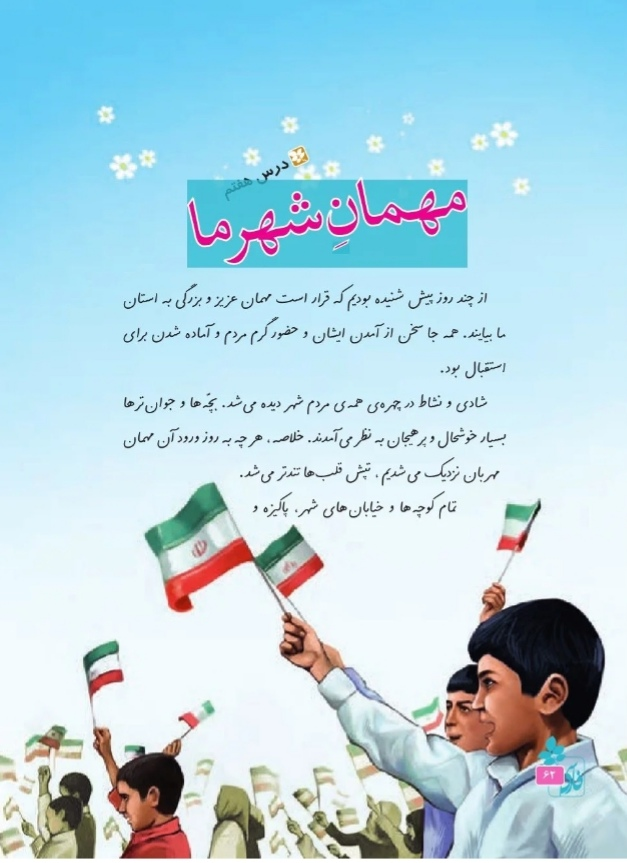 درس هفتم
مهمانِ شهر ما
از چند روز پیش شنیده بودیم که قرار است مهمان عزیز و بزرگی به استان
ما بیایند. همه جا سخن از آمدن ایشان و حضور گرم مردم و آماده شدن برای
استقبال بود.
شادی و نشاط در چهره‌ی همه‌ی مردم شهر دیده می‌شد. بچّه‌ها و جوان‌ترها
بسیار خوشحال و پرهیجان به نظر می‌آمدند. خلاصه، هر چه به روز ورود آن مهمان
مهربان نزدیک می‌شدیم، تپش قلب‌ها تندتر می‌شد.
تمام کوچه‌ها و خیابان‌های شهر، پاکیزه و
۶۲